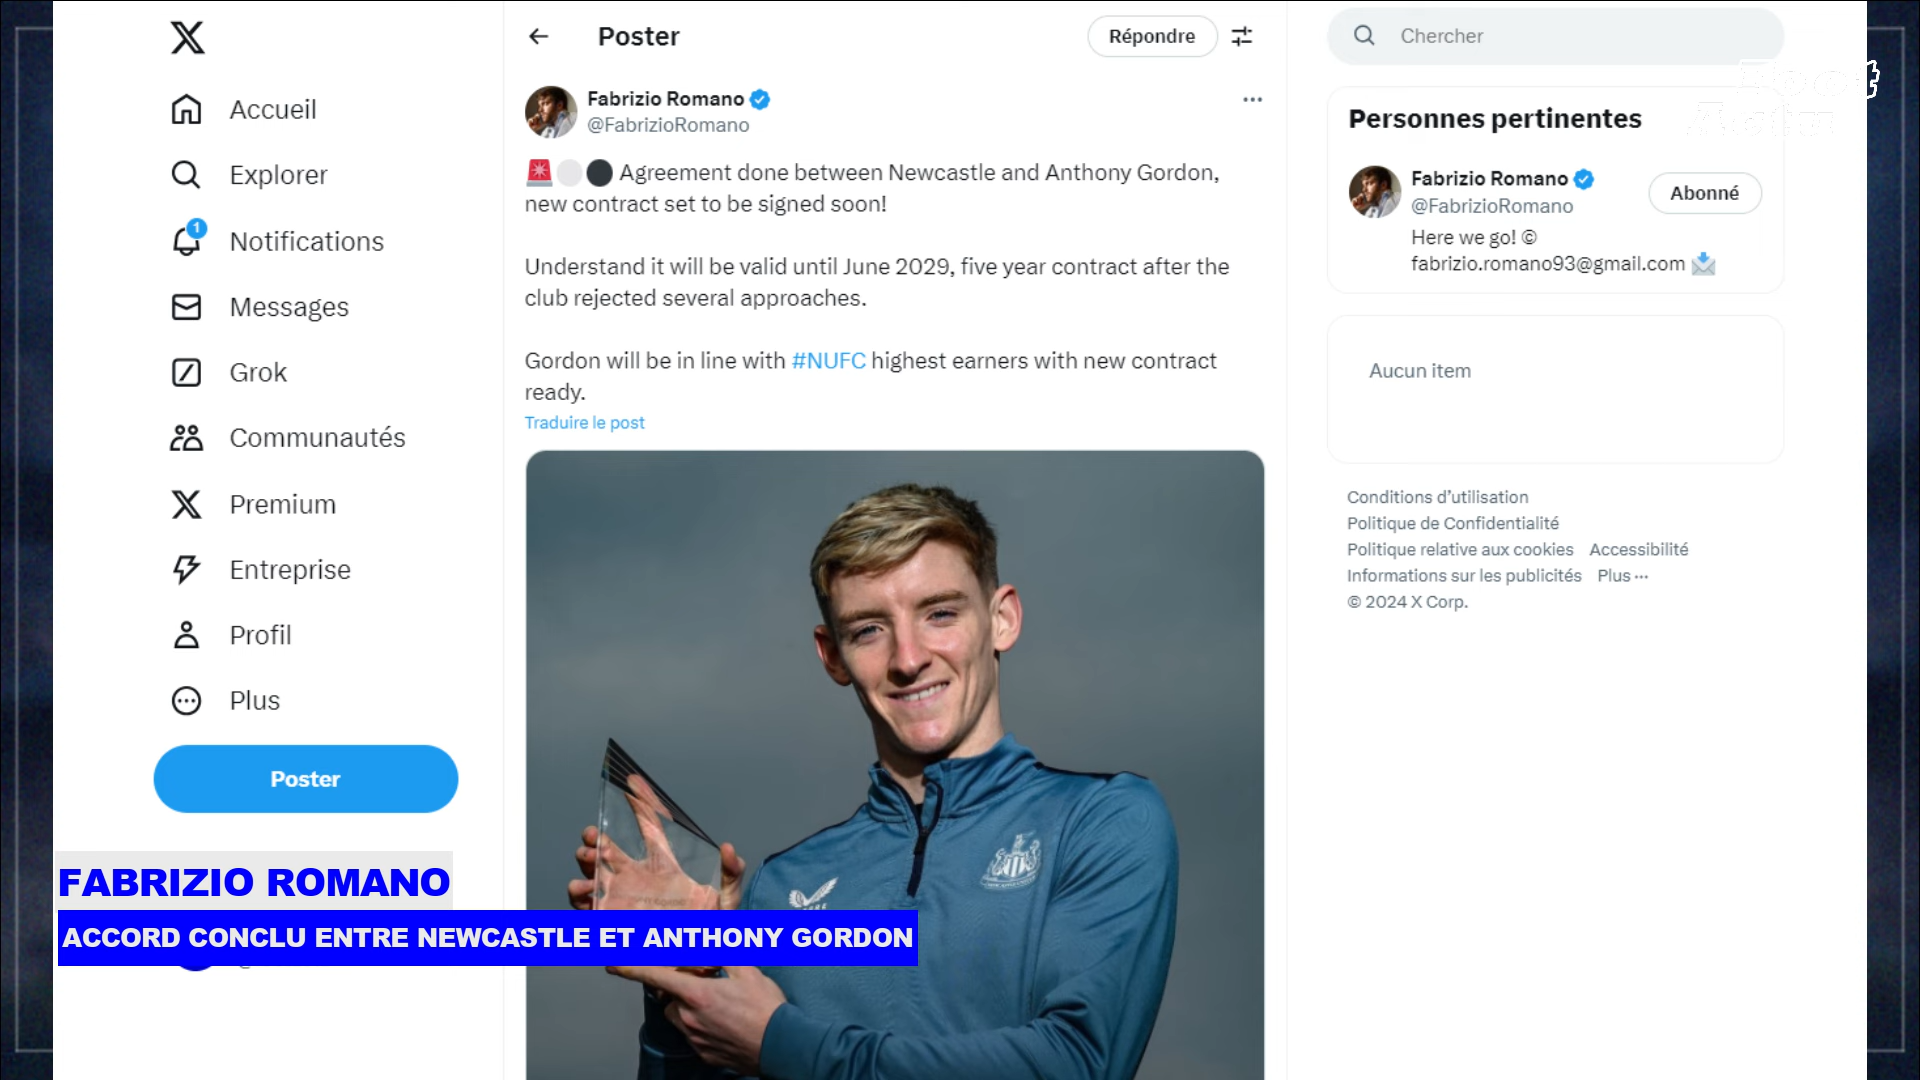 Accueil
Explorer
1
Notifications
Messages
Grok
Communautés
Premium
Entreprise
Profil
Plus
Poster
Poster
Répondre
Fabrizio Romano
@FabrizioRomano
Agreement done between Newcastle and Anthony Gordon,
new contract set to be signed soon!
Understand it will be valid until June 2029, five year contract after the
club rejected several approaches.
Gordon will be in line with #NUFC highest earners with new contract
ready.
Traduire le post
FABRIZIO ROMANO
ACCORD CONCLU ENTRE NEWCASTLE ET ANTHONY GORDON
Chercher
Foot
Actu
Personnes pertinentes
Fabrizio Romano
@FabrizioRomano
Abonné
Here we go! ©
fabrizio.romano93@gmail.com
Aucun item
Conditions d’utilisation
Politique de Confidentialité
Politique relative aux cookies Accessibilité
Informations sur les publicités Plus ···
© 2024 X Corp.